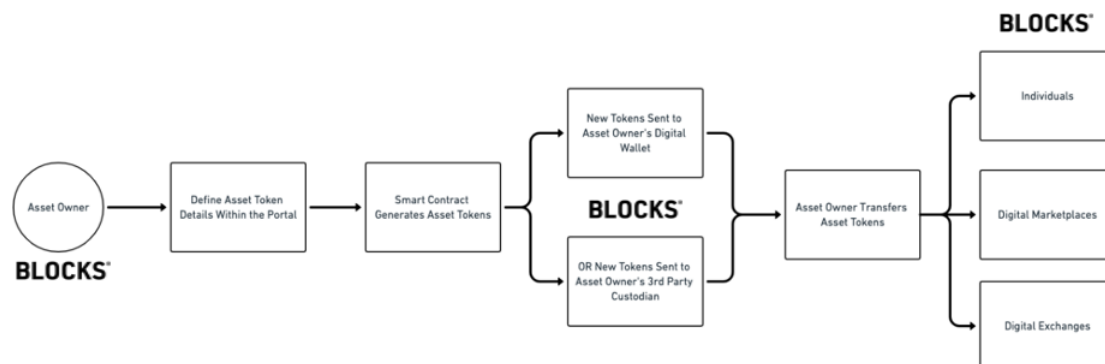 BLOCKS®
Individuals
New Tokens Sent to
Asset Owner's Digital
Wallet
Asset Owner
Define Asset Token
Details Within the Portal
Smart Contract
Generates Asset Tokens
BLOCKS®
Asset Owner Transfers
Asset Tokens
Digital Marketplaces
BLOCKS®
OR New Tokens Sent to
Asset Owner's 3rd Party
Custodian
Digital Exchanges